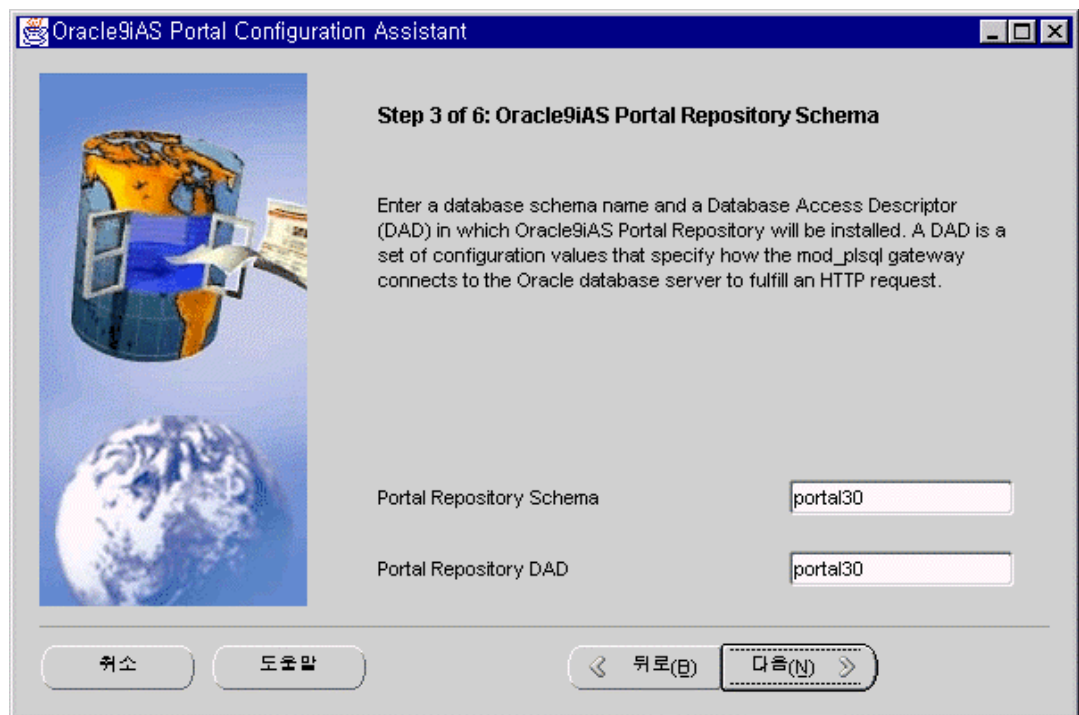 Oracle9iAS Portal Configuration Assistant
Step 3 of 6: Oracle9iAS Portal Repository Schema
Enter a database schema name and a Database Access Descriptor
(DAD) in which Oracle9iAS Portal Repository will be installed. A DAD is a
set of configuration values that specify how the mod_plsql gateway
connects to the Oracle database server to fulfill an HTTP request.
Portal Repository Schema portal30
Portal Repository DAD portal30
취소 도움말 뒤로(B) 다음(N)